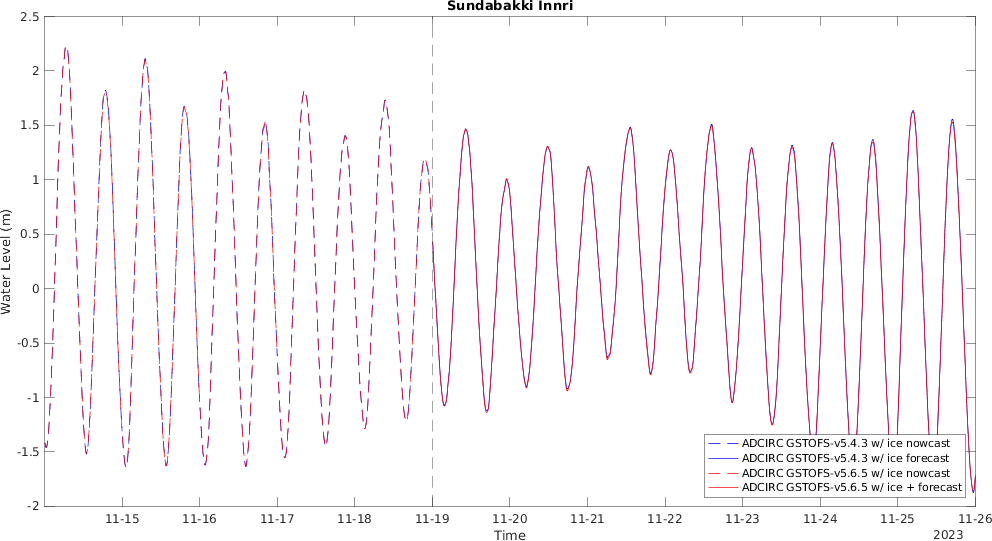 Sundabakki Innri
2.5
2
1.5
1
0.5
0
-0.5
-1
-1.5
-2
Water Level (m)
ADCIRC GSTOFS-v5.4.3 w/ ice nowcast
ADCIRC GSTOFS-v5.4.3 w/ ice forecast
ADCIRC GSTOFS-v5.6.5 w/ ice nowcast
ADCIRC GSTOFS-v5.6.5 w/ ice + forecast
11-15 11-16 11-17 11-18 11-19 11-20 11-21 11-22 11-23 11-24 11-25 11-26
Time
2023